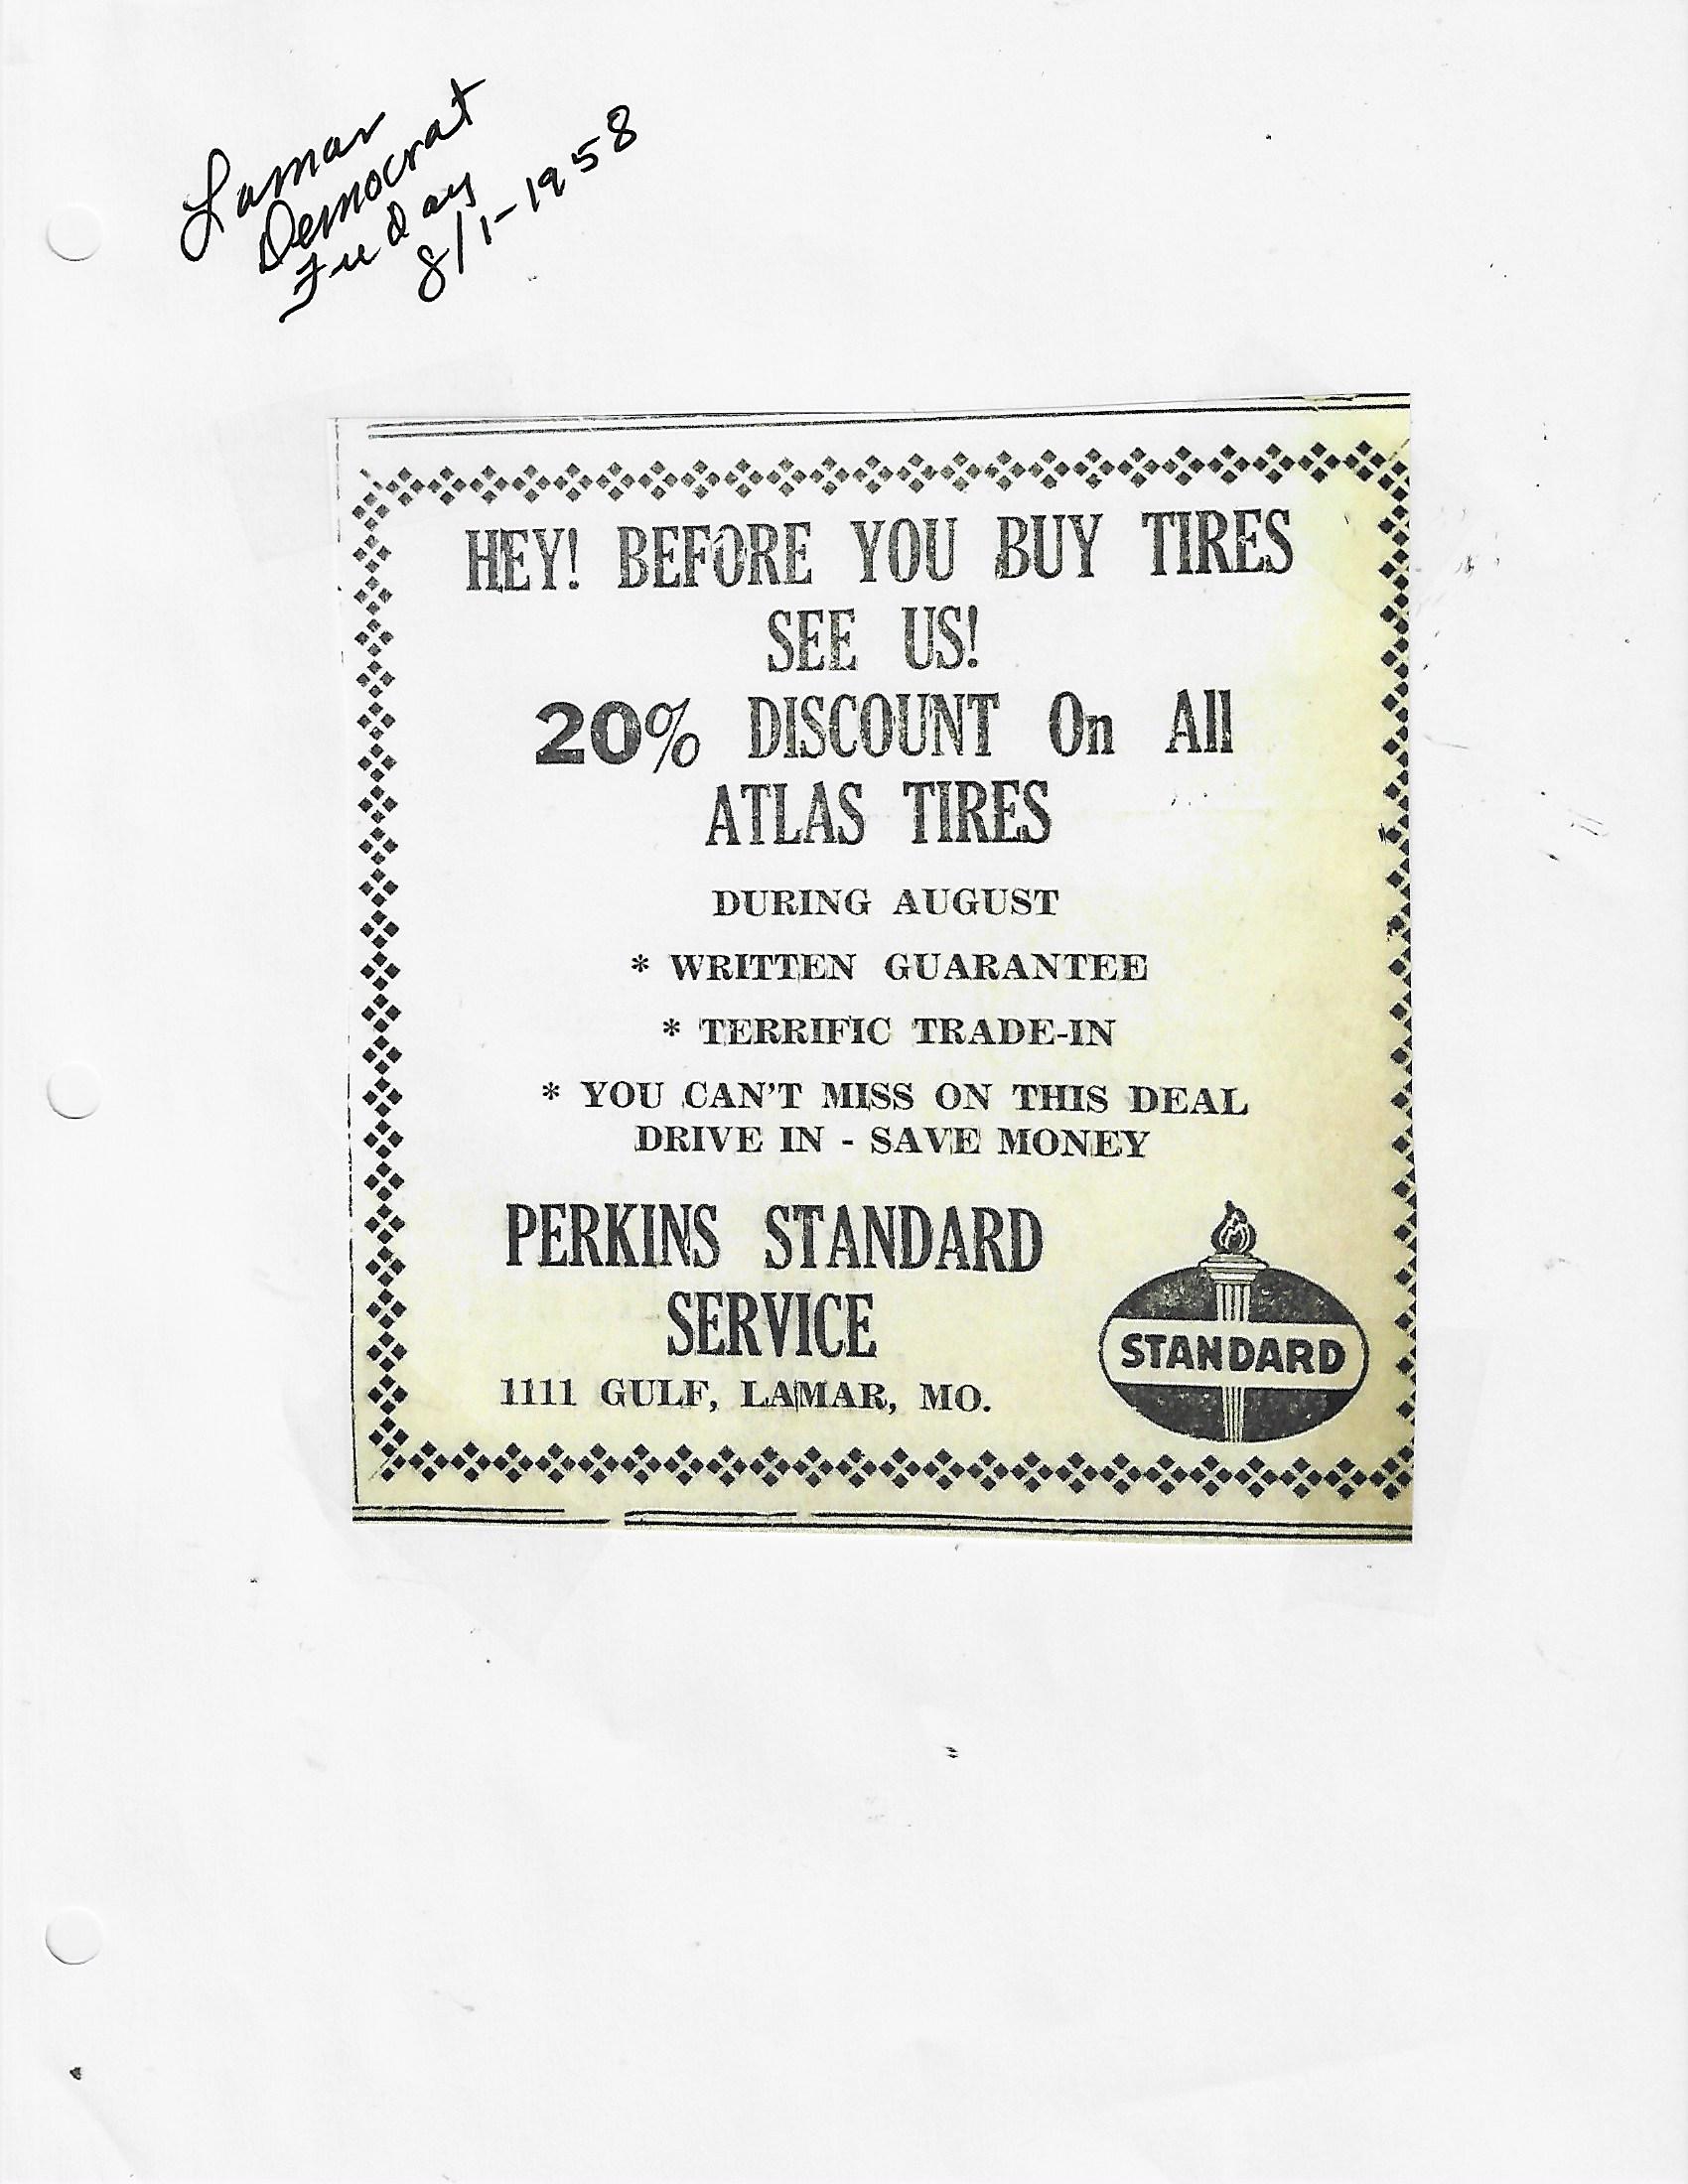 Lamar
Democrat
Friday
8/1-1958
HEY! BEFORE YOU BUY TIRES
SEE US!
20% DISCOUNT On All
ATLAS TIRES
DURING AUGUST
* WRITTEN GUARANTEE
* TERRIFIC TRADE-IN
* YOU CAN'T MISS ON THIS DEAL
DRIVE IN - SAVE MONEY
PERKINS STANDARD
SERVICE
1111 GULF, LAMAR, MO.
STANDARD